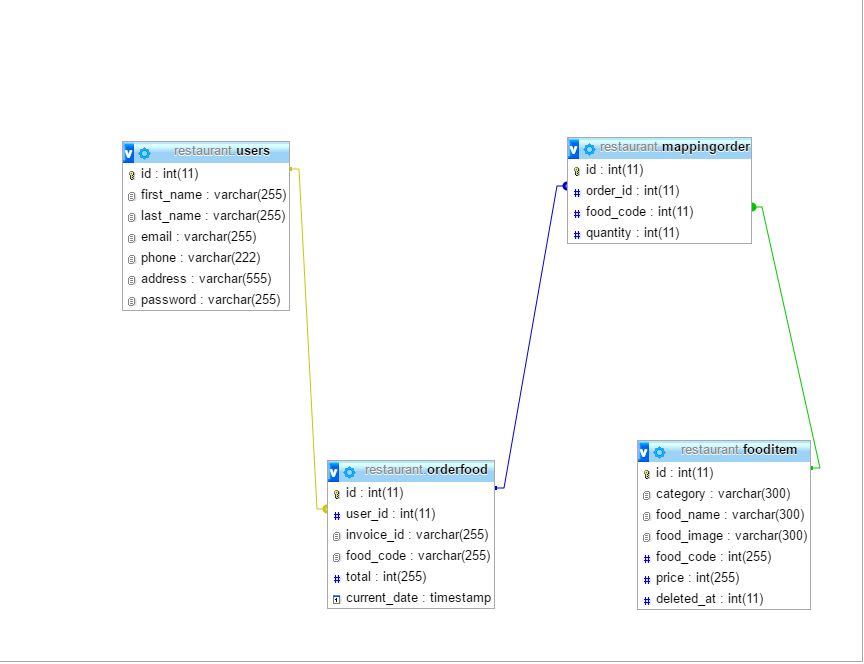 restaurant.users
id : int(11)
first_name : varchar(255)
last_name : varchar(255)
email : varchar(255)
phone : varchar(222)
address : varchar(555)
password : varchar(255)
restaurant.mappingorder
id : int(11)
order_id : int(11)
food_code : int(11)
quantity : int(11)
restaurant.orderfood
id : int(11)
user_id : int(11)
invoice_id : varchar(255)
food_code : varchar(255)
total : int(255)
current_date : timestamp
restaurant.fooditem
id : int(11)
category : varchar(300)
food_name : varchar(300)
food_image : varchar(300)
food_code : int(255)
price : int(255)
deleted_at : int(11)